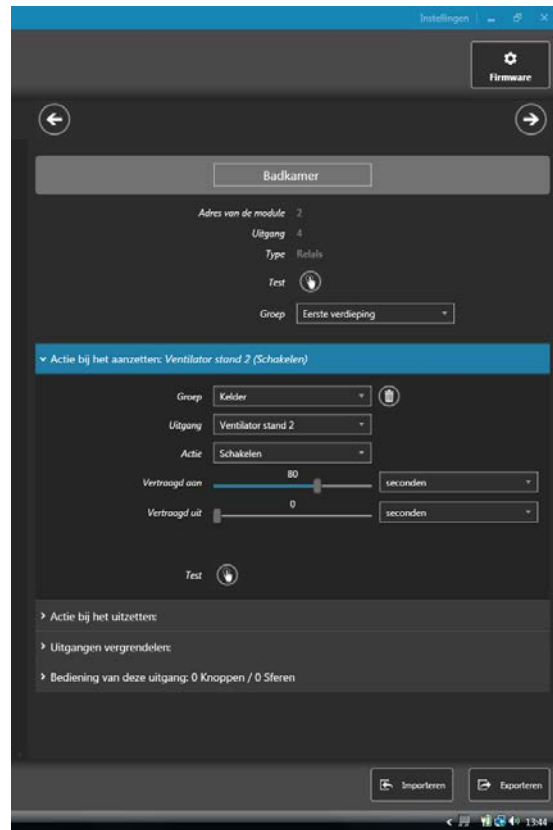 Instellingen
Firmware
Badkamer
Adres van de module 2
Uitgang 4
Type Relais
Test
Groep Eerste verdieping
Actie bij het aanzetten: Ventilator stand 2 (Schakelen)
Groep Kelder
Uitgang Ventilator stand 2
Actie Schakelen
80
Vertraagd aan seconden
0
Vertraagd uit seconden
Test
Actie bij het uitzetten:
Uitgangen vergrendelen:
Bediening van deze uitgang: 0 Knoppen / 0 Sferen
Importeren Exporteren
13:44